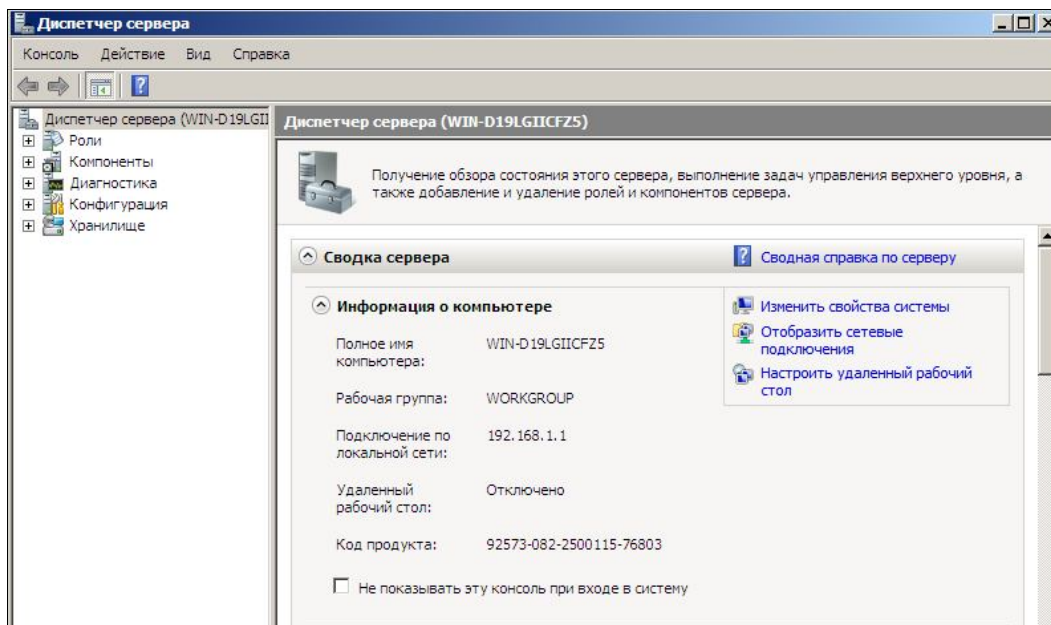 Диспетчер сервера
Консоль Действие Вид Справка
Диспетчер сервера (WIN-D19LGII
Роли
Компоненты
Диагностика
Конфигурация
Хранилище
Диспетчер сервера (WIN-D19LGIICFZ5)
Получение обзора состояния этого сервера, выполнение задач управления верхнего уровня, а
также добавление и удаление ролей и компонентов сервера.
Сводка сервера
Сводная справка по серверу
Информация о компьютере
Полное имя
компьютера:
WIN-D19LGIICFZ5
Рабочая группа:
WORKGROUP
Подключение по
локальной сети:
192.168.1.1
Удаленный
рабочий стол:
Отключено
Код продукта:
92573-082-2500115-76803
Не показывать эту консоль при входе в систему
Изменить свойства системы
Отобразить сетевые
подключения
Настроить удаленный рабочий
стол